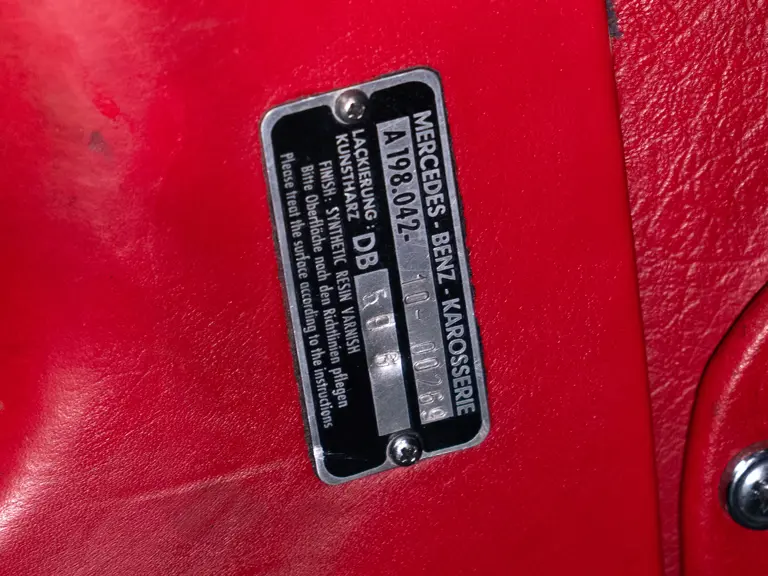 MERCEDES - BENZ - KAROSSERIE
A 198.042- 10- 00269
LACKIERUNG :
KUNSTHARZ DB 50 G
FINISH: SYNTHETIC RESIN VARNISH
Bitte Oberfläche nach den Richtlinien pflegen
Please treat the surface according to the instructions